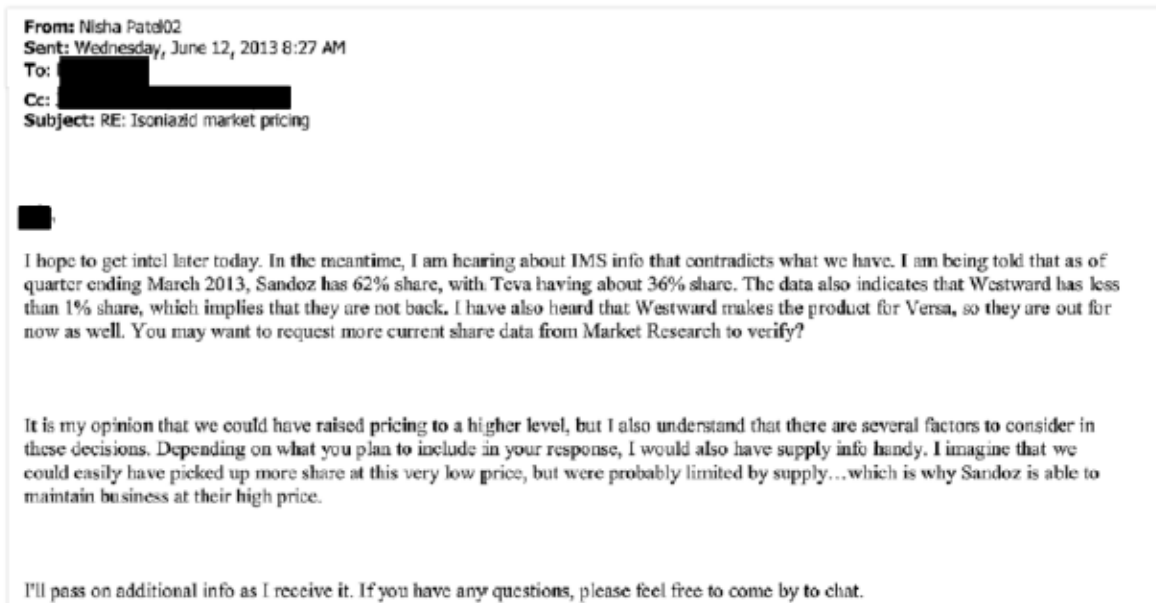 From: Nisha Patel02
Sent: Wednesday, June 12, 2013 8:27 AM
To:
Cc:
Subject: RE: Isoniazid market pricing
,
I hope to get intel later today. In the meantime, I am hearing about IMS info that contradicts what we have. I am being told that as of
quarter ending March 2013, Sandoz has 62% share, with Teva having about 36% share. The data also indicates that Westward has less
than 1% share, which implies that they are not back. I have also heard that Westward makes the product for Versa, so they are out for
now as well. You may want to request more current share data from Market Research to verify?
It is my opinion that we could have raised pricing to a higher level, but I also understand that there are several factors to consider in
these decisions. Depending on what you plan to include in your response, I would also have supply info handy. I imagine that we
could easily have picked up more share at this very low price, but were probably limited by supply…which is why Sandoz is able to
maintain business at their high price.
I'll pass on additional info as I receive it. If you have any questions, please feel free to come by to chat.